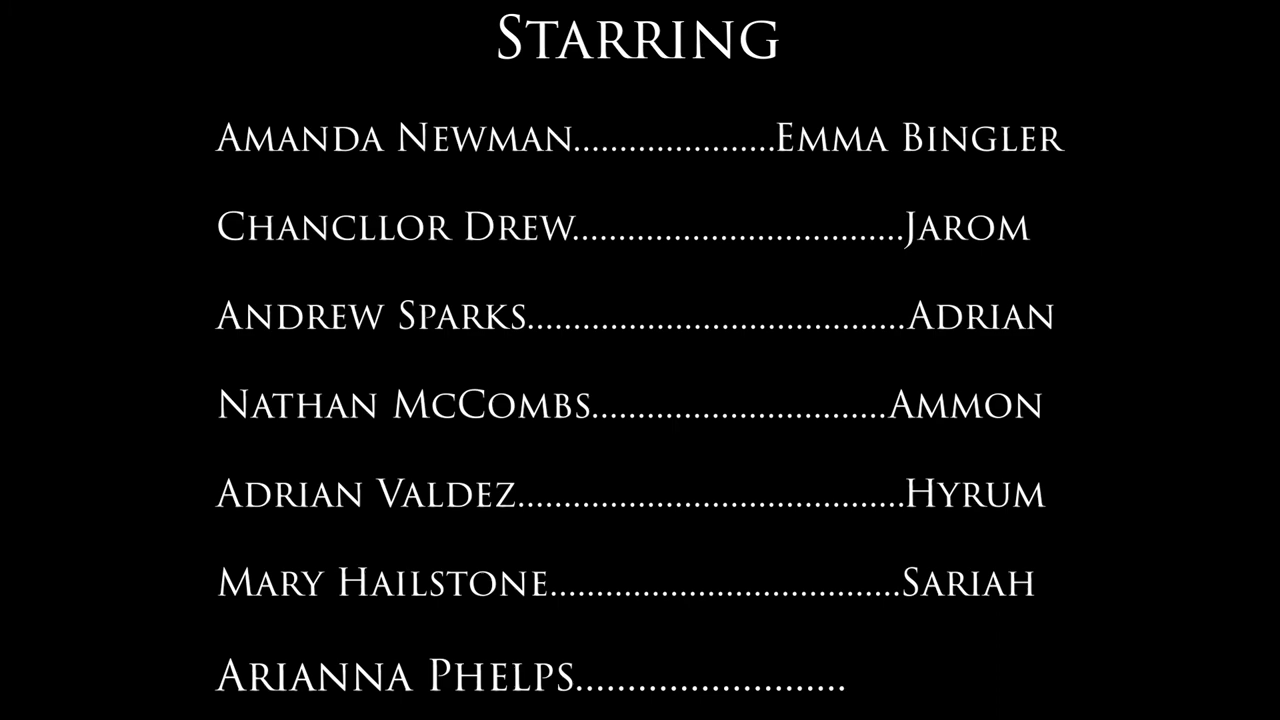 Starring
Amanda Newman......................Emma Bingler
Chancllor Drew....................................Jarom
Andrew Sparks.........................................Adrian
Nathan McCombs................................Ammon
Adrian Valdez..........................................Hyrum
Mary Hailstone......................................Sariah
Arianna Phelps..........................